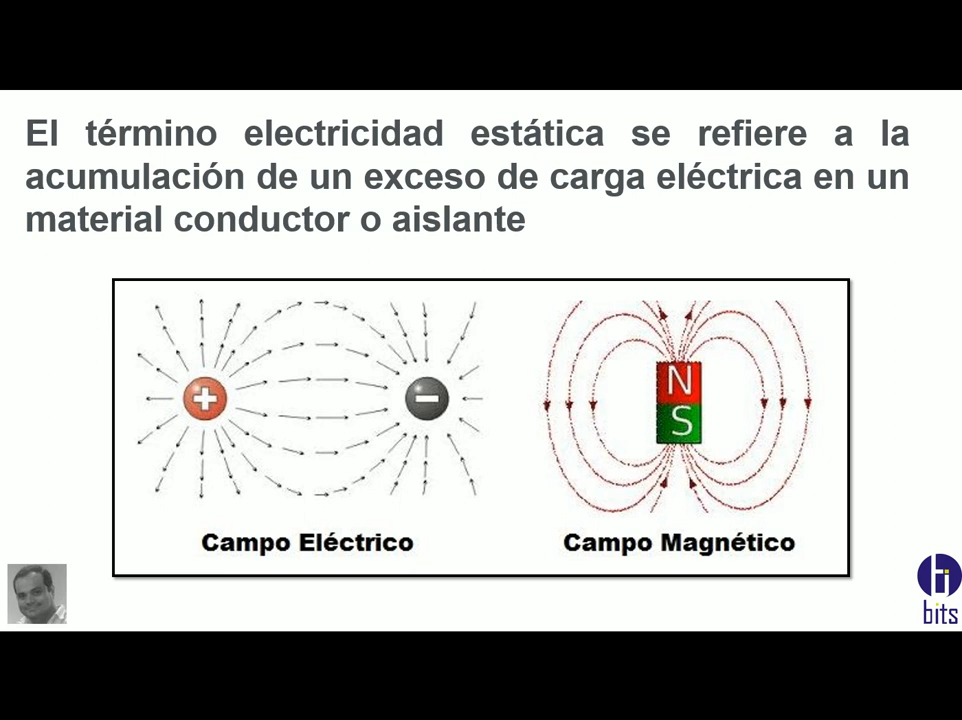 El término electricidad estática se refiere a la
acumulación de un exceso de carga eléctrica en un
material conductor o aislante
N
S
Campo Eléctrico
Campo Magnético
bits